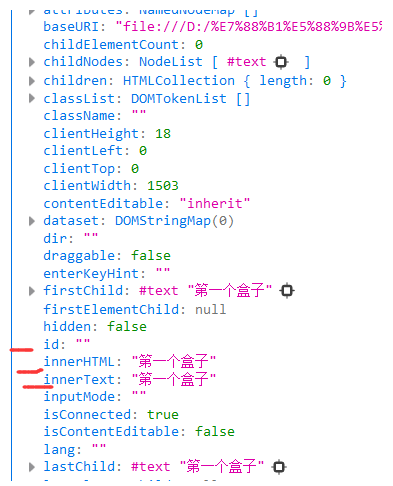 attributes: NamedNodeMap []
baseURI: "file:///D:/%E7%88%B1%E5%88%9B%E5%
childElementCount: 0
childNodes: NodeList [ #text ]
children: HTMLCollection { length: 0 }
classList: DOMTokenList []
className: ""
clientHeight: 18
clientLeft: 0
clientTop: 0
clientWidth: 1503
contentEditable: "inherit"
dataset: DOMStringMap(0)
dir: ""
draggable: false
enterKeyHint: ""
firstChild: #text "第一个盒子"
firstElementChild: null
hidden: false
id: ""
innerHTML: "第一个盒子"
innerText: "第一个盒子"
inputMode: ""
isConnected: true
isContentEditable: false
lang: ""
lastChild: #text "第一个盒子"